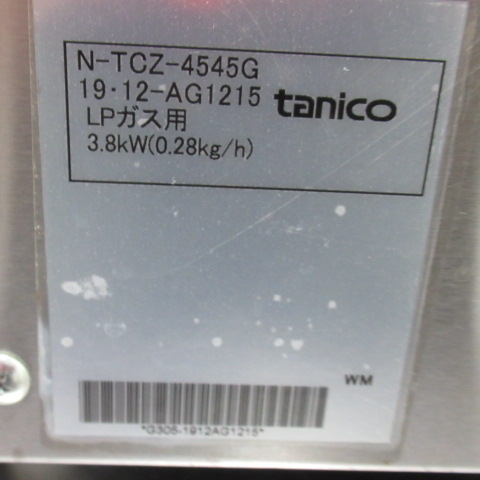 N-TCZ-4545G
19・12-AG1215 tanico
LPガス用
3.8kW(0.28kg/h)
WM
*G305-1912AG1215*